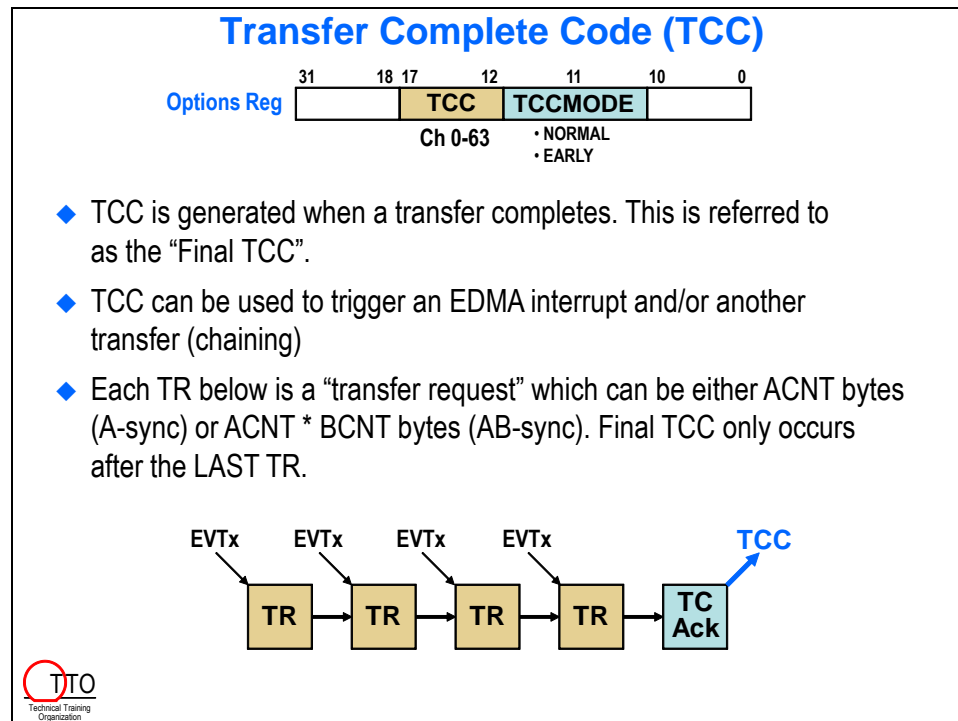 Transfer Complete Code (TCC)
31 18 17 12 11 10 0
Options Reg TCC TCCMODE
Ch 0-63
• NORMAL
• EARLY
◆ TCC is generated when a transfer completes. This is referred to
as the “Final TCC”.
◆ TCC can be used to trigger an EDMA interrupt and/or another
transfer (chaining)
◆ Each TR below is a “transfer request” which can be either ACNT bytes
(A-sync) or ACNT * BCNT bytes (AB-sync). Final TCC only occurs
after the LAST TR.
EVTx EVTx EVTx EVTx TCC
TR TR TR TR TC
Ack
TTO
Technical Training
Organization